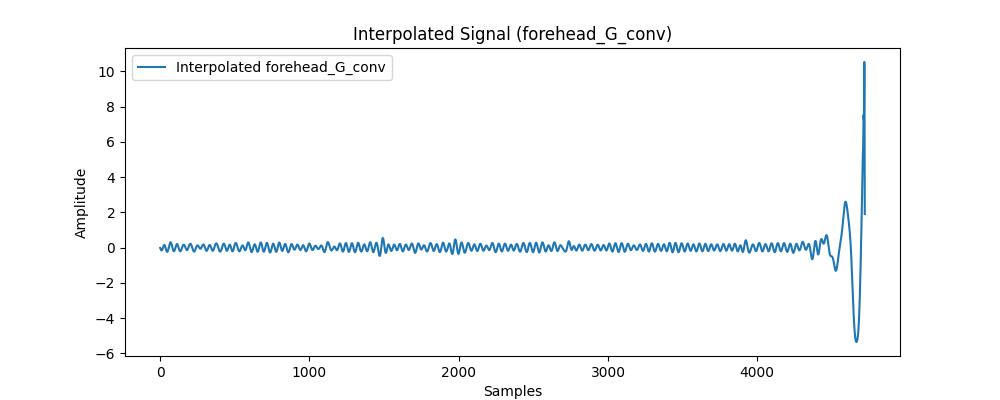 Interpolated Signal (forehead_G_conv)
Interpolated forehead_G_conv
10
8
6
4
2
0
−2
−4
−6
Amplitude
0 1000 2000 3000 4000
Samples